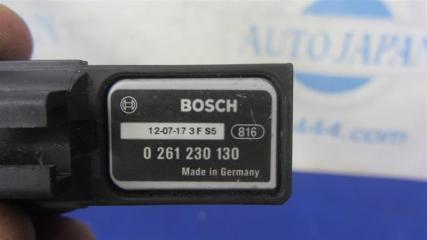 AUTO JAPAN
444.com
BOSCH
12-07-17 3 F S5 816
0 261 230 130
Made in Germany